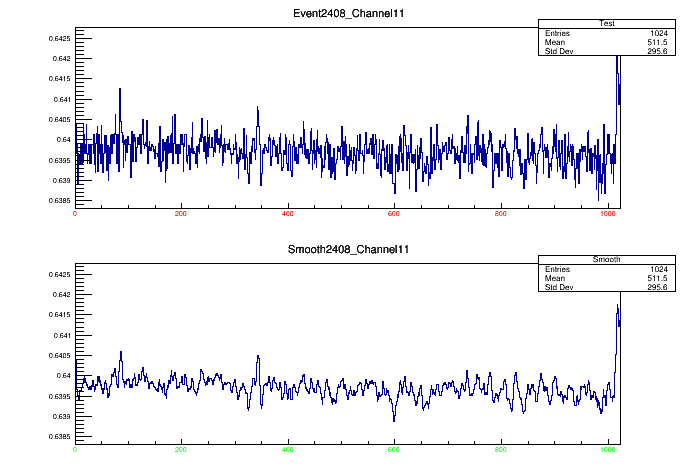 Event2408_Channel11
Test
Entries 1024
Mean 511.5
Std Dev 295.6
0.6425
0.642
0.6415
0.641
0.6405
0.64
0.6395
0.639
0.6385
0 200 400 600 800 1000
Smooth2408_Channel11
Smooth
Entries 1024
Mean 511.5
Std Dev 295.6
0.6425
0.642
0.6415
0.641
0.6405
0.64
0.6395
0.639
0.6385
0 200 400 600 800 1000